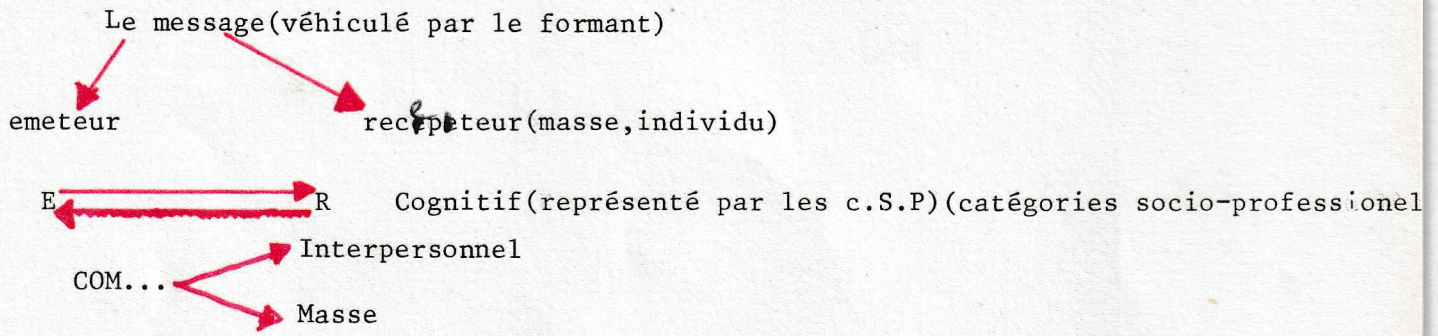 Le message(véhiculé par le formant)
emeteur recepteur(masse,individu)
E R Cognitif(représenté par les c.S.P)(catégories socio-professionel
COM... Interpersonnel
Masse